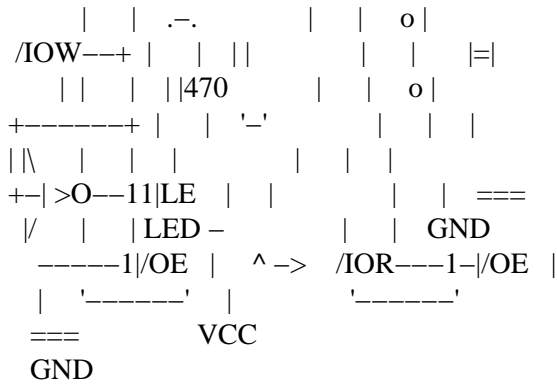 |      |   .−.            |     |    o |
/IOW−−+  |     |   | |               |     |      |=|
| |     |    | |470            |     |    o |
+−−−−−−+  |     |    '−'            |     |    |
| |\     |     |    |                 |     |    |
+−| >O−−11|LE    |    |                 |     |   ===
|/      |     | LED −                |     |   GND
−−−−−1|/OE   |    ^ −>    /IOR−−−1−|/OE   |
|     '−−−−−−'    |                '−−−−−−'
===              VCC
GND